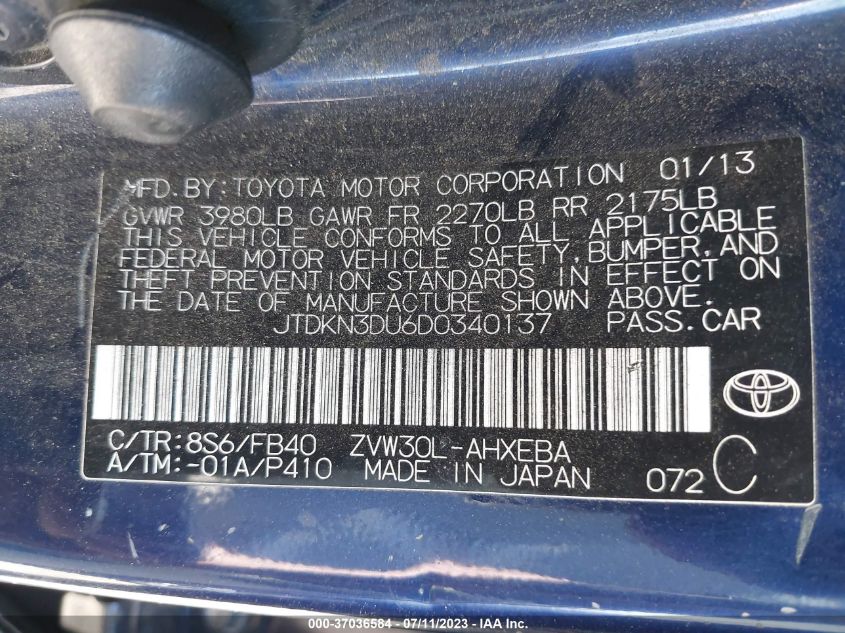 MFD. BY: TOYOTA MOTOR CORPORATION 01/13
GVWR 3980LB GAWR FR 2270LB RR 2175LB
THIS VEHICLE CONFORMS TO ALL APPLICABLE
FEDERAL MOTOR VEHICLE SAFETY, BUMPER, AND
THEFT PREVENTION STANDARDS IN EFFECT ON
THE DATE OF MANUFACTURE SHOWN ABOVE.
JTDKN3DU6D0340137 PASS. CAR
C/TR: 8S6/FB40 ZVW30L-AHXEBA
A/TM: -01A/P410 MADE IN JAPAN 072 C
000-37036584 - 07/11/2023 - IAA, Inc.